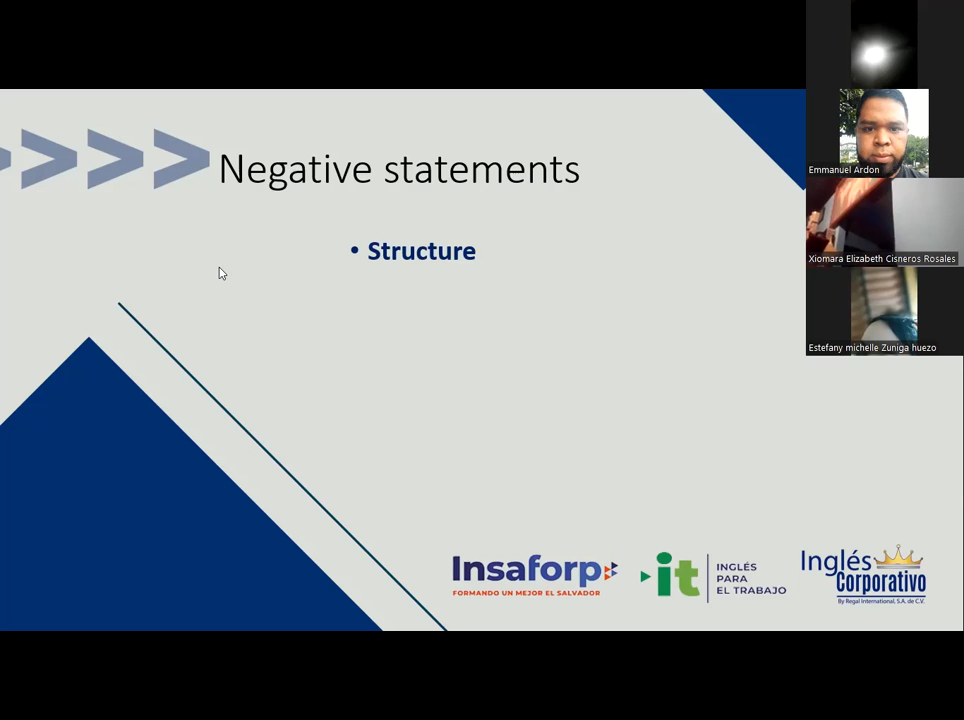 >>>> Negative statements
• Structure
Emmanuel Ardon
Xiomara Elizabeth Cisneros Rosales
Estefany michelle Zuniga huezo
Insaforp
FORMANDO UN MEJOR EL SALVADOR
it
INGLÉS
PARA
EL TRABAJO
Inglés
Corporativo
By Regal International, S.A. de C.V.